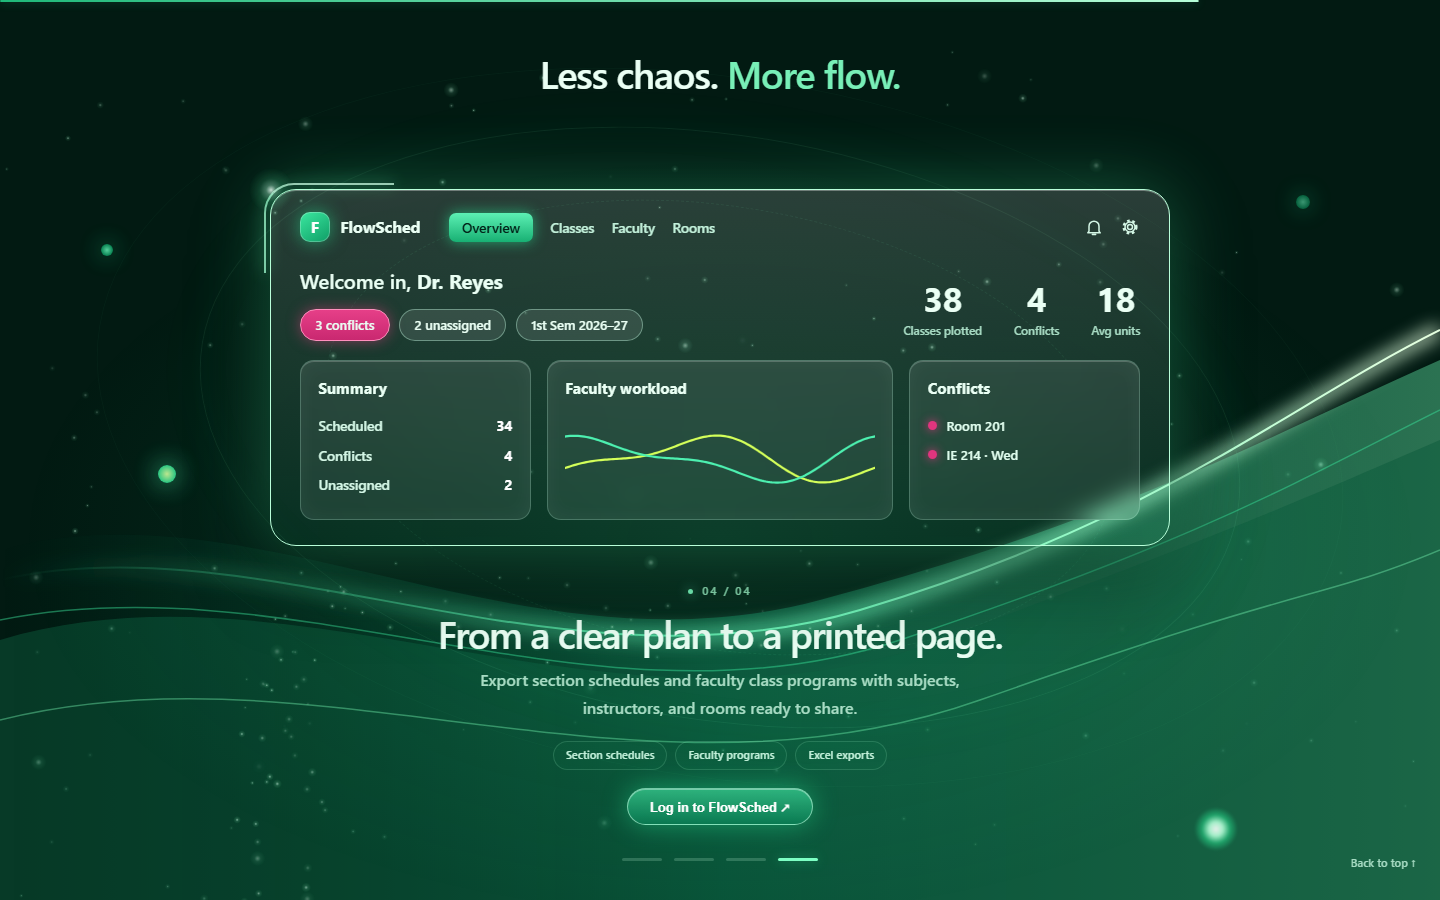 Less chaos. More flow.
F FlowSched Overview Classes Faculty Rooms
Welcome in, Dr. Reyes
3 conflicts 2 unassigned 1st Sem 2026–27
38 4 18
Classes plotted Conflicts Avg units
Summary
Scheduled 34
Conflicts 4
Unassigned 2
Faculty workload
Conflicts
Room 201
IE 214 · Wed
04 / 04
From a clear plan to a printed page.
Export section schedules and faculty class programs with subjects,
instructors, and rooms ready to share.
Section schedules Faculty programs Excel exports
Log in to FlowSched ↗
Back to top ↑